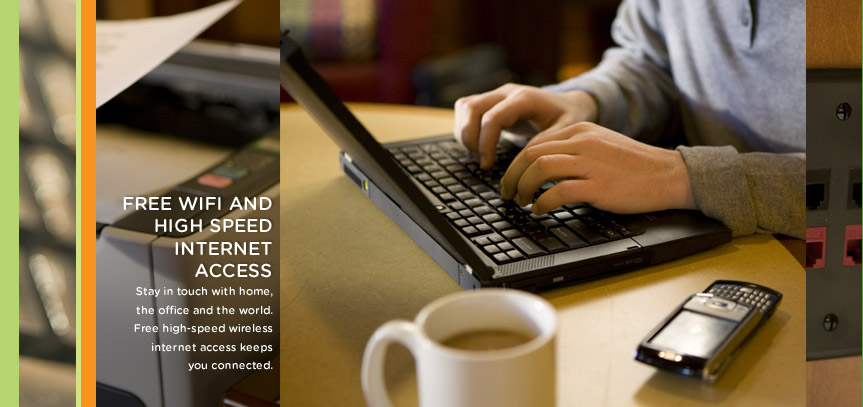 FREE WIFI AND
HIGH SPEED
INTERNET
ACCESS
Stay in touch with home,
the office and the world.
Free high-speed wireless
internet access keeps
you connected.